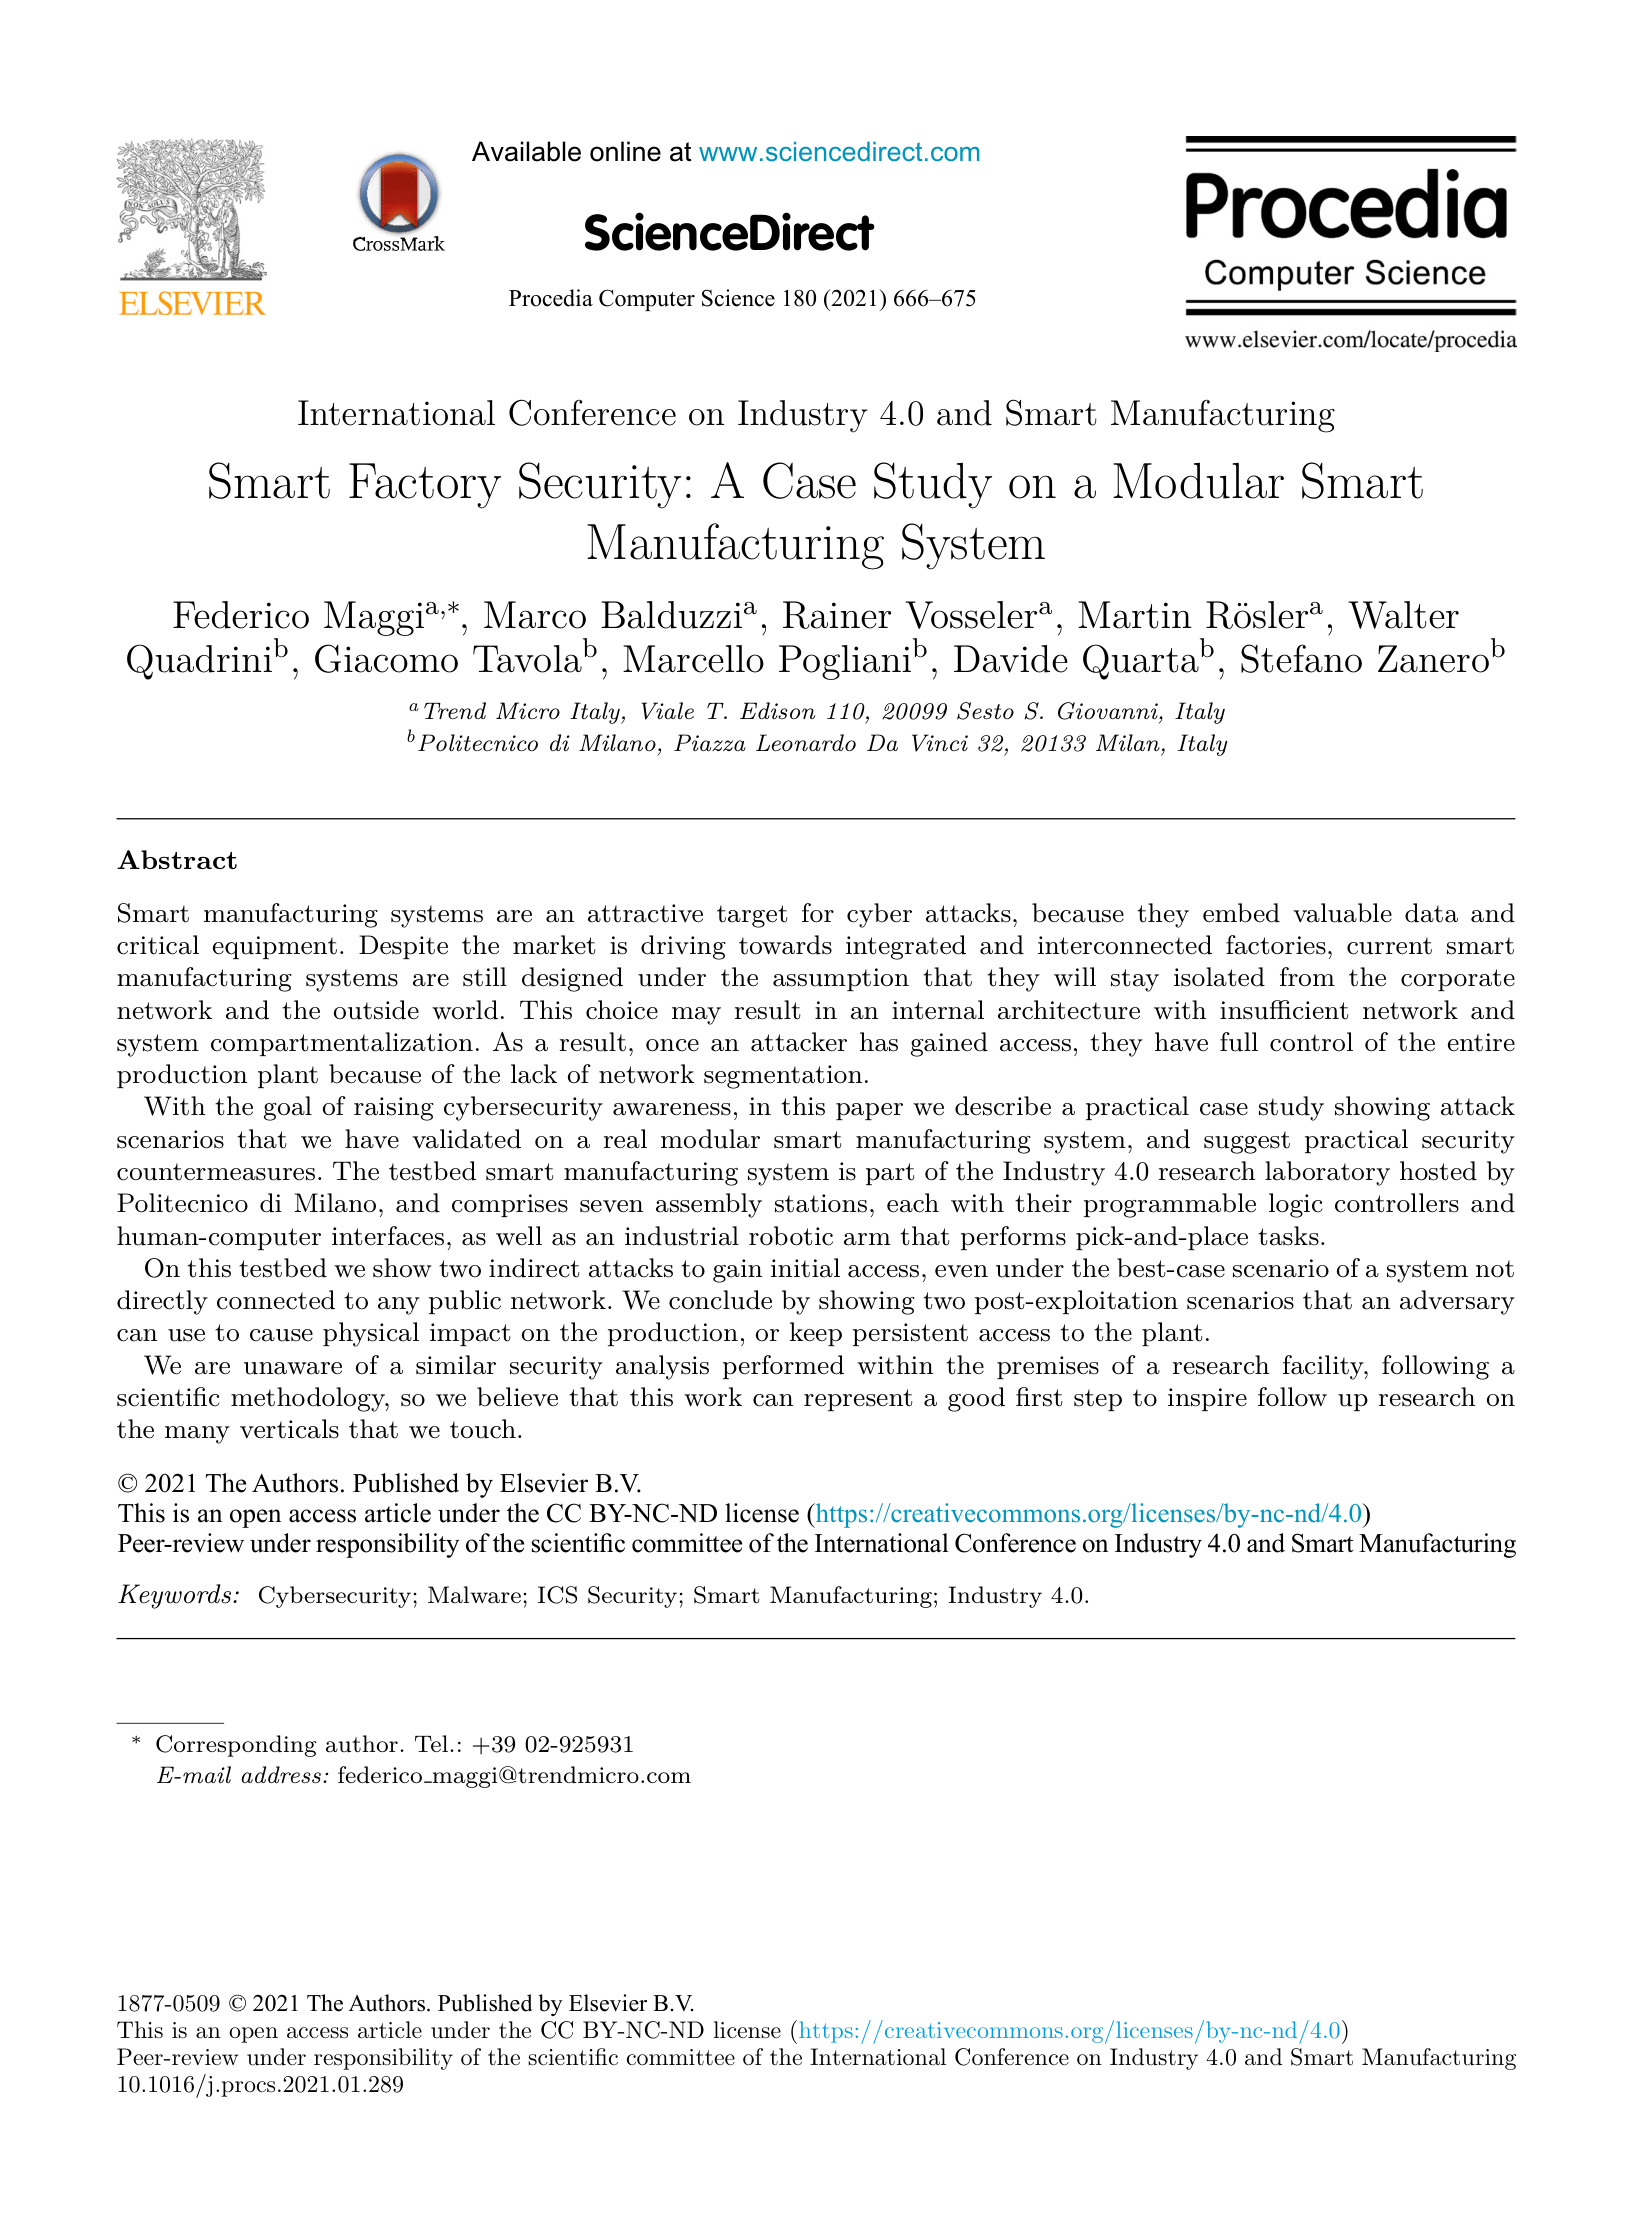 Available online at www.sciencedirect.com
NON SOLUS
CrossMark
ScienceDirect
ELSEVIER
Procedia Computer Science 180 (2021) 666–675
Procedia
Computer Science
www.elsevier.com/locate/procedia
International Conference on Industry 4.0 and Smart Manufacturing
Smart Factory Security: A Case Study on a Modular Smart
Manufacturing System
Federico Maggiᵃ,*, Marco Balduzziᵃ, Rainer Vosselerᵃ, Martin Röslerᵃ, Walter
Quadriniᵇ, Giacomo Tavolaᵇ, Marcello Poglianiᵇ, Davide Quartaᵇ, Stefano Zaneroᵇ
ᵃTrend Micro Italy, Viale T. Edison 110, 20099 Sesto S. Giovanni, Italy
ᵇPolitecnico di Milano, Piazza Leonardo Da Vinci 32, 20133 Milan, Italy
Abstract
Smart manufacturing systems are an attractive target for cyber attacks, because they embed valuable data and
critical equipment. Despite the market is driving towards integrated and interconnected factories, current smart
manufacturing systems are still designed under the assumption that they will stay isolated from the corporate
network and the outside world. This choice may result in an internal architecture with insufficient network and
system compartmentalization. As a result, once an attacker has gained access, they have full control of the entire
production plant because of the lack of network segmentation.
With the goal of raising cybersecurity awareness, in this paper we describe a practical case study showing attack
scenarios that we have validated on a real modular smart manufacturing system, and suggest practical security
countermeasures. The testbed smart manufacturing system is part of the Industry 4.0 research laboratory hosted by
Politecnico di Milano, and comprises seven assembly stations, each with their programmable logic controllers and
human-computer interfaces, as well as an industrial robotic arm that performs pick-and-place tasks.
On this testbed we show two indirect attacks to gain initial access, even under the best-case scenario of a system not
directly connected to any public network. We conclude by showing two post-exploitation scenarios that an adversary
can use to cause physical impact on the production, or keep persistent access to the plant.
We are unaware of a similar security analysis performed within the premises of a research facility, following a
scientific methodology, so we believe that this work can represent a good first step to inspire follow up research on
the many verticals that we touch.
© 2021 The Authors. Published by Elsevier B.V.
This is an open access article under the CC BY-NC-ND license (https://creativecommons.org/licenses/by-nc-nd/4.0)
Peer-review under responsibility of the scientific committee of the International Conference on Industry 4.0 and Smart Manufacturing
Keywords: Cybersecurity; Malware; ICS Security; Smart Manufacturing; Industry 4.0.
* Corresponding author. Tel.: +39 02-925931
E-mail address: federico_maggi@trendmicro.com
1877-0509 © 2021 The Authors. Published by Elsevier B.V.
This is an open access article under the CC BY-NC-ND license (https://creativecommons.org/licenses/by-nc-nd/4.0)
Peer-review under responsibility of the scientific committee of the International Conference on Industry 4.0 and Smart Manufacturing
10.1016/j.procs.2021.01.289